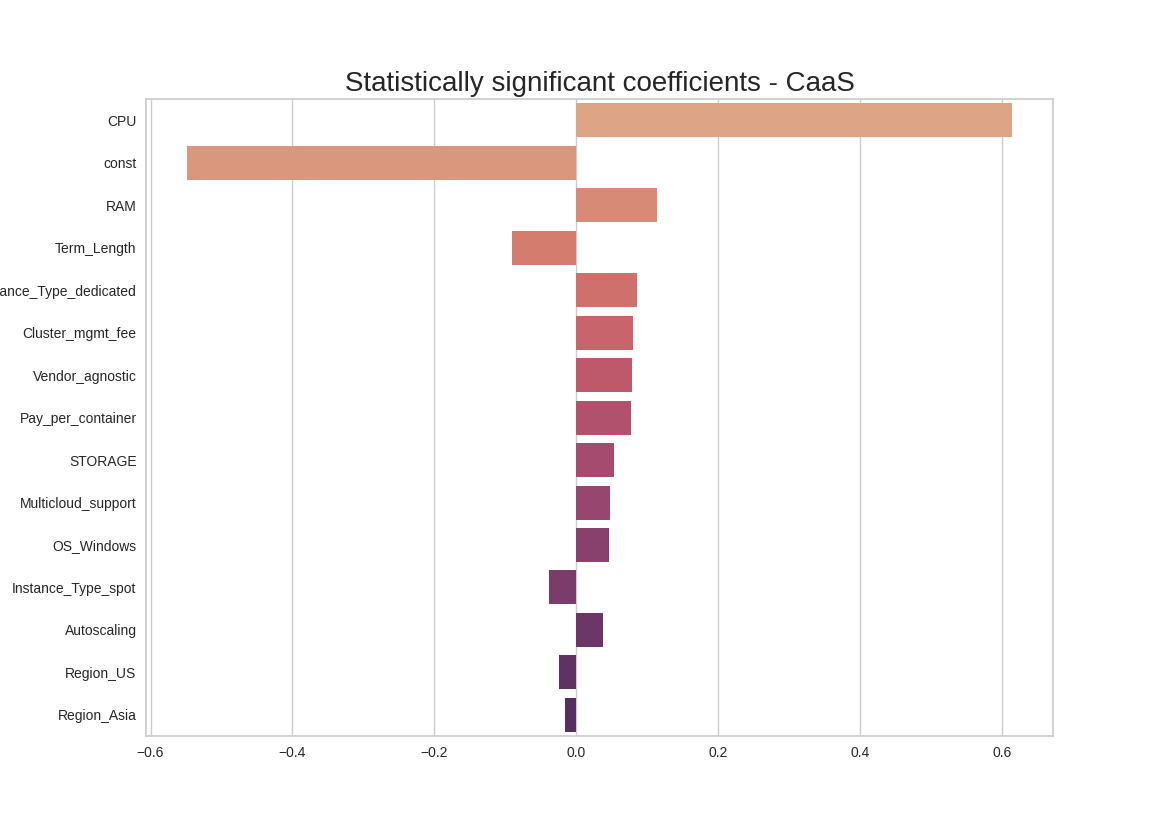 Statistically significant coefficients - CaaS
CPU
const
RAM
Term_Length
ance_Type_dedicated
Cluster_mgmt_fee
Vendor_agnostic
Pay_per_container
STORAGE
Multicloud_support
OS_Windows
Instance_Type_spot
Autoscaling
Region_US
Region_Asia
−0.6 −0.4 −0.2 0.0 0.2 0.4 0.6